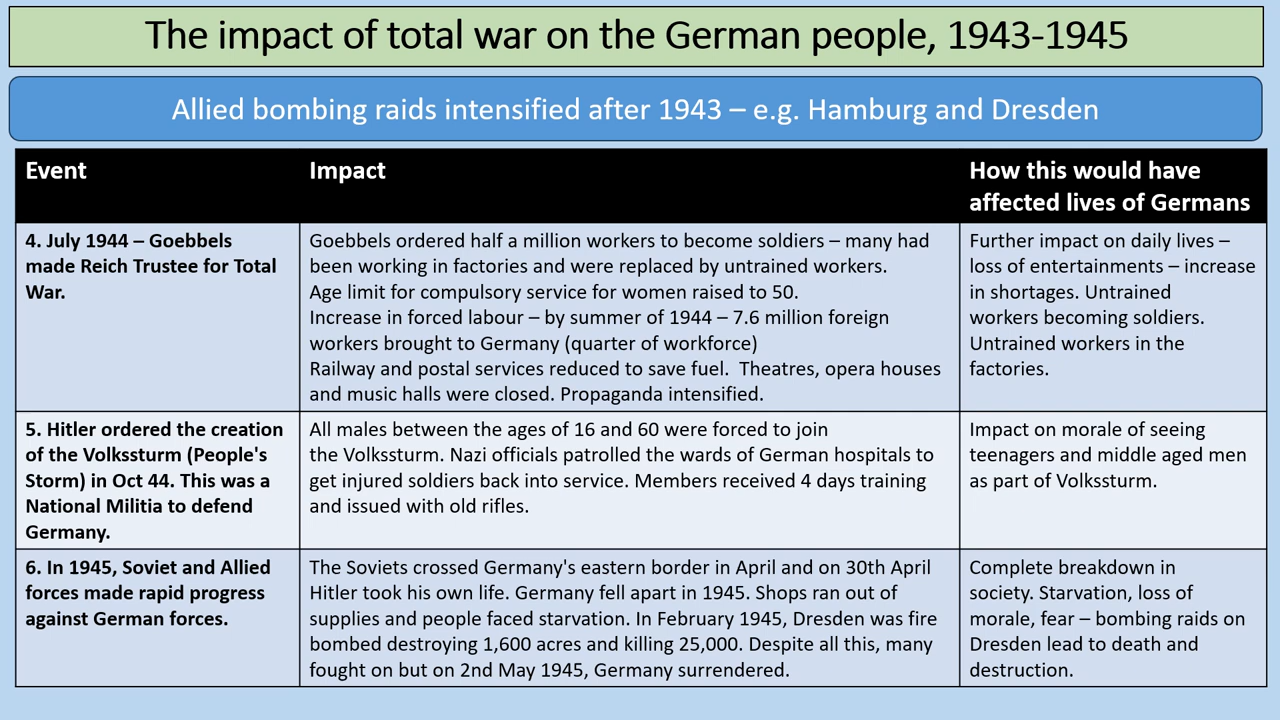 The impact of total war on the German people, 1943-1945
Allied bombing raids intensified after 1943 – e.g. Hamburg and Dresden
Event
Impact
How this would have
affected lives of Germans
4. July 1944 – Goebbels
made Reich Trustee for Total
War.
Goebbels ordered half a million workers to become soldiers – many had
been working in factories and were replaced by untrained workers.
Age limit for compulsory service for women raised to 50.
Increase in forced labour – by summer of 1944 – 7.6 million foreign
workers brought to Germany (quarter of workforce)
Railway and postal services reduced to save fuel.  Theatres, opera houses
and music halls were closed. Propaganda intensified.
Further impact on daily lives –
loss of entertainments – increase
in shortages. Untrained
workers becoming soldiers.
Untrained workers in the
factories.
5. Hitler ordered the creation
of the Volkssturm (People's
Storm) in Oct 44. This was a
National Militia to defend
Germany.
All males between the ages of 16 and 60 were forced to join
the Volkssturm. Nazi officials patrolled the wards of German hospitals to
get injured soldiers back into service. Members received 4 days training
and issued with old rifles.
Impact on morale of seeing
teenagers and middle aged men
as part of Volkssturm.
6. In 1945, Soviet and Allied
forces made rapid progress
against German forces.
The Soviets crossed Germany's eastern border in April and on 30th April
Hitler took his own life. Germany fell apart in 1945. Shops ran out of
supplies and people faced starvation. In February 1945, Dresden was fire
bombed destroying 1,600 acres and killing 25,000. Despite all this, many
fought on but on 2nd May 1945, Germany surrendered.
Complete breakdown in
society. Starvation, loss of
morale, fear – bombing raids on
Dresden lead to death and
destruction.